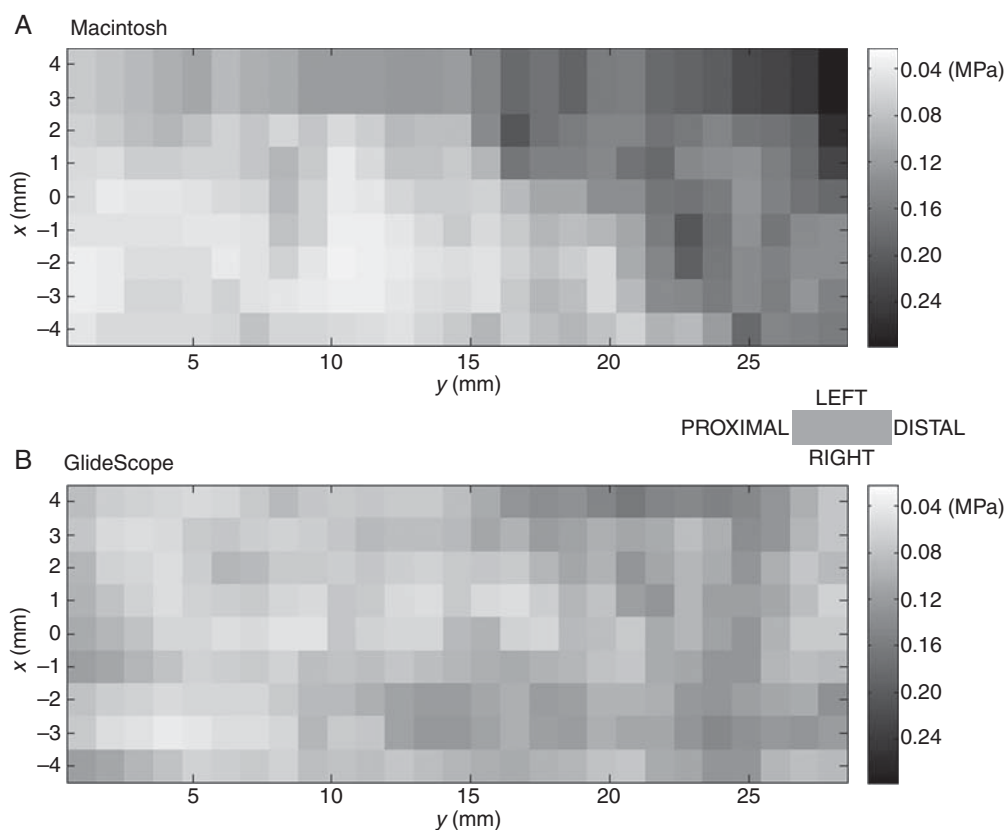 A Macintosh
4
3
2
1
0
–1
–2
–3
–4
x (mm)
5 10 15 20 25
y (mm)
0.04 (MPa)
0.08
0.12
0.16
0.20
0.24
LEFT
PROXIMAL DISTAL
RIGHT
B GlideScope
4
3
2
1
0
–1
–2
–3
–4
x (mm)
5 10 15 20 25
y (mm)
0.04 (MPa)
0.08
0.12
0.16
0.20
0.24